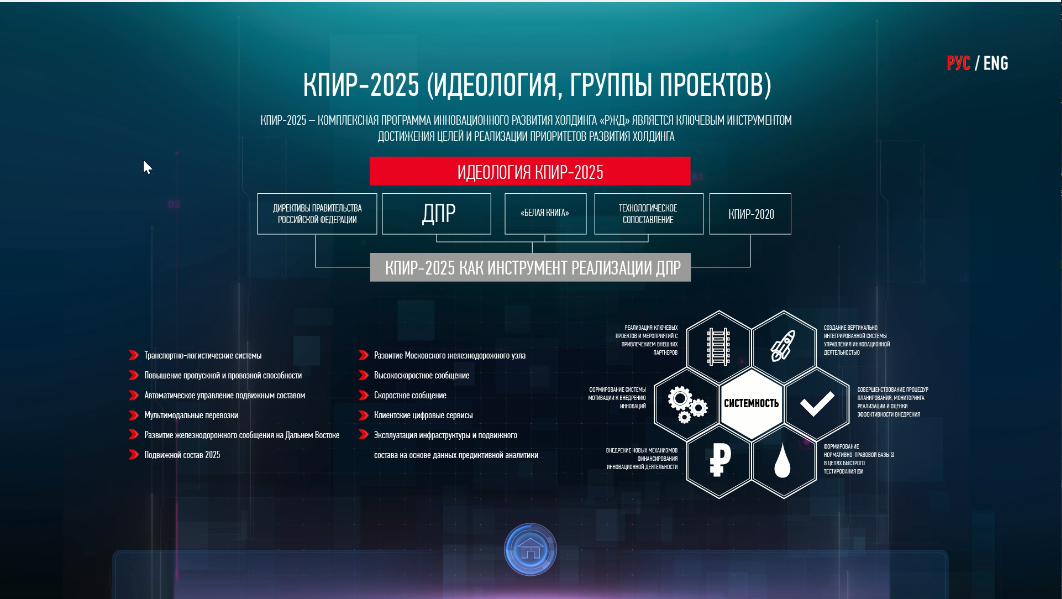 РУС / ENG
КПИР-2025 (ИДЕОЛОГИЯ, ГРУППЫ ПРОЕКТОВ)
КПИР-2025 – КОМПЛЕКСНАЯ ПРОГРАММА ИННОВАЦИОННОГО РАЗВИТИЯ ХОЛДИНГА «РЖД» ЯВЛЯЕТСЯ КЛЮЧЕВЫМ ИНСТРУМЕНТОМ
ДОСТИЖЕНИЯ ЦЕЛЕЙ И РЕАЛИЗАЦИИ ПРИОРИТЕТОВ РАЗВИТИЯ ХОЛДИНГА
ИДЕОЛОГИЯ КПИР-2025
ДИРЕКТИВЫ ПРАВИТЕЛЬСТВА
РОССИЙСКОЙ ФЕДЕРАЦИИ
ДПР
«БЕЛАЯ КНИГА»
ТЕХНОЛОГИЧЕСКОЕ
СОПОСТАВЛЕНИЕ
КПИР-2020
КПИР-2025 КАК ИНСТРУМЕНТ РЕАЛИЗАЦИИ ДПР
Транспортно-логистические системы
Повышение пропускной и провозной способности
Автоматическое управление подвижным составом
Мультимодальные перевозки
Развитие железнодорожного сообщения на Дальнем Востоке
Подвижной состав 2025
Развитие Московского железнодорожного узла
Высокоскоростное сообщение
Скоростное сообщение
Клиентские цифровые сервисы
Эксплуатация инфраструктуры и подвижного
состава на основе данных предиктивной аналитики
РЕАЛИЗАЦИЯ КЛЮЧЕВЫХ
ПРОЕКТОВ И МЕРОПРИЯТИЙ С
ПРИВЛЕЧЕНИЕМ ВНЕШНИХ
ПАРТНЕРОВ
СОЗДАНИЕ ВЕРТИКАЛЬНО
ИНТЕГРИРОВАННОЙ СИСТЕМЫ
УПРАВЛЕНИЯ ИННОВАЦИОННОЙ
ДЕЯТЕЛЬНОСТЬЮ
ФОРМИРОВАНИЕ СИСТЕМЫ
МОТИВАЦИИ К ВНЕДРЕНИЮ
ИННОВАЦИЙ
СИСТЕМНОСТЬ
СОВЕРШЕНСТВОВАНИЕ ПРОЦЕДУР
ПЛАНИРОВАНИЯ, МОНИТОРИНГА
РЕАЛИЗАЦИИ И ОЦЕНКИ
ЭФФЕКТИВНОСТИ ВНЕДРЕНИЯ
ВНЕДРЕНИЕ НОВЫХ МЕХАНИЗМОВ
ФИНАНСИРОВАНИЯ
ИННОВАЦИОННОЙ ДЕЯТЕЛЬНОСТИ
₽
ФОРМИРОВАНИЕ
НОРМАТИВНО ПРАВОВОЙ БАЗЫ
В ЦЕЛЯХ БЫСТРОГО
ТЕСТИРОВАНИЯ